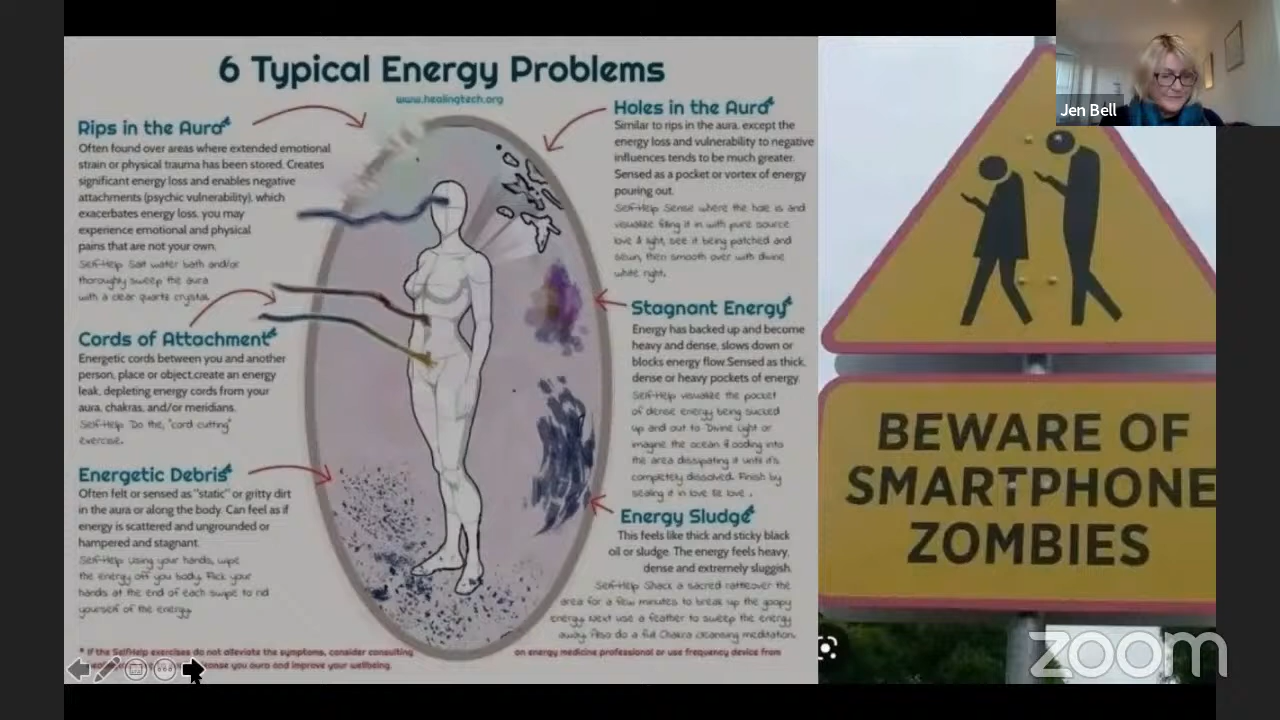 6 Typical Energy Problems
www.healingtech.org
Rips in the Aura
Often found over areas where extended emotional
strain or physical trauma has been stored. Creates
significant energy loss and enables negative
attachments (psychic vulnerability), which
exacerbates energy loss, you may
experience emotional and physical
pains that are not your own.
Self-Help Salt water bath and/or
thoroughly sweep the aura
with a clear quartz crystal.
Cords of Attachment
Energetic cords between you and another
person, place or object,create an energy
leak, depleting energy cords from your
aura, chakras, and/or meridians.
Self-Help Do the, "cord cutting"
exercise.
Energetic Debris
Often felt or sensed as "static" or gritty dirt
in the aura or along the body. Can feel as if
energy is scattered and ungrounded or
hampered and stagnant.
Self-Help Using your hands, wipe
the energy off you body. Flick your
hands at the end of each swipe to rid
yourself of the energy.
Holes in the Aura
Similar to rips in the aura, except the
energy loss and vulnerability to negative
influences tends to be much greater.
Sensed as a pocket or vortex of energy
pouring out.
Self-Help Sense where the hole is and
visualize filling it in with pure source
love & light, see it being patched and
sewn, then smooth over with divine
white right.
Stagnant Energy
Energy has backed up and become
heavy and dense, slows down or
blocks energy flow.Sensed as thick,
dense or heavy pockets of energy.
Self-Help visualize the pocket
of dense energy being sucked
up and out to Divine Light or
imagine the ocean flooding into
the area dissipating it until it's
completely dissolved. Finish by
sealing it in love
Energy Sludge
This feels like thick and sticky black
oil or sludge. The energy feels heavy,
dense and extremely sluggish.
Self-Help Shack a sacred rattleover the
area for a few minutes to break up the goopy
energy. Next use a feather to sweep the energy
away. Also do a full Chakra cleansing meditation.
* If the SelfHelp exercises do not alleviate the symptoms, consider consulting on energy medicine professional or use frequency device from
you aura and improve your wellbeing.
Jen Bell
BEWARE OF
SMARTPHONE
ZOMBIES
zoom